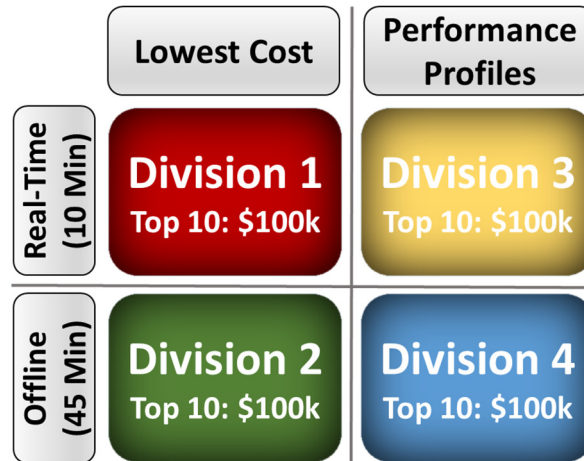 Lowest Cost
Performance
Profiles
Real-Time
(10 Min)
Division 1
Top 10: $100k
Division 3
Top 10: $100k
Offline
(45 Min)
Division 2
Top 10: $100k
Division 4
Top 10: $100k